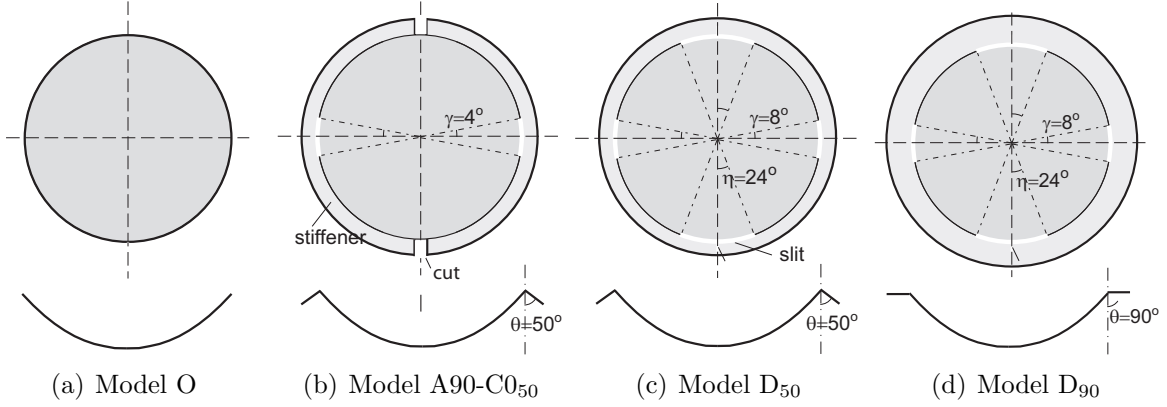 γ=4°
stiffener
cut
θ=50°
γ=8°
η=24°
slit
θ=50°
γ=8°
η=24°
θ=90°
(a) Model O
(b) Model A90-C0₅₀
(c) Model D₅₀
(d) Model D₉₀